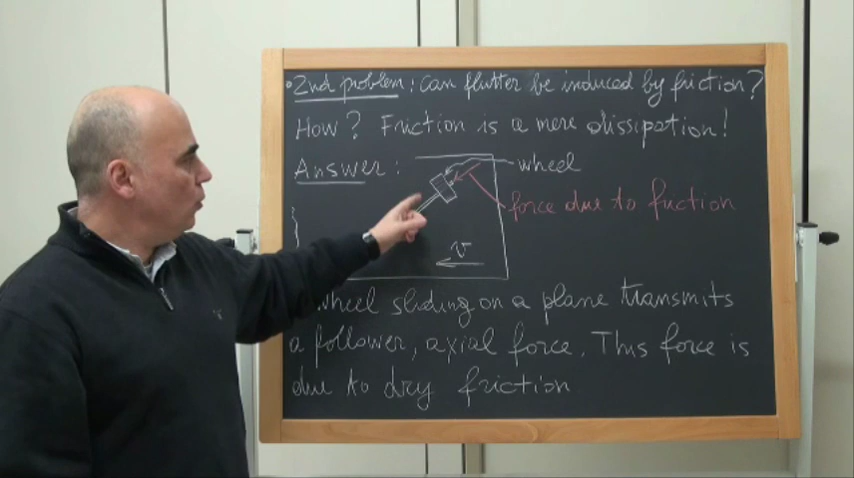 • 2nd problem: can flutter be induced by friction?
How? Friction is a mere dissipation!
Answer:
wheel
force due to friction
v
wheel sliding on a plane transmits
a follower, axial force. This force is
due to dry friction